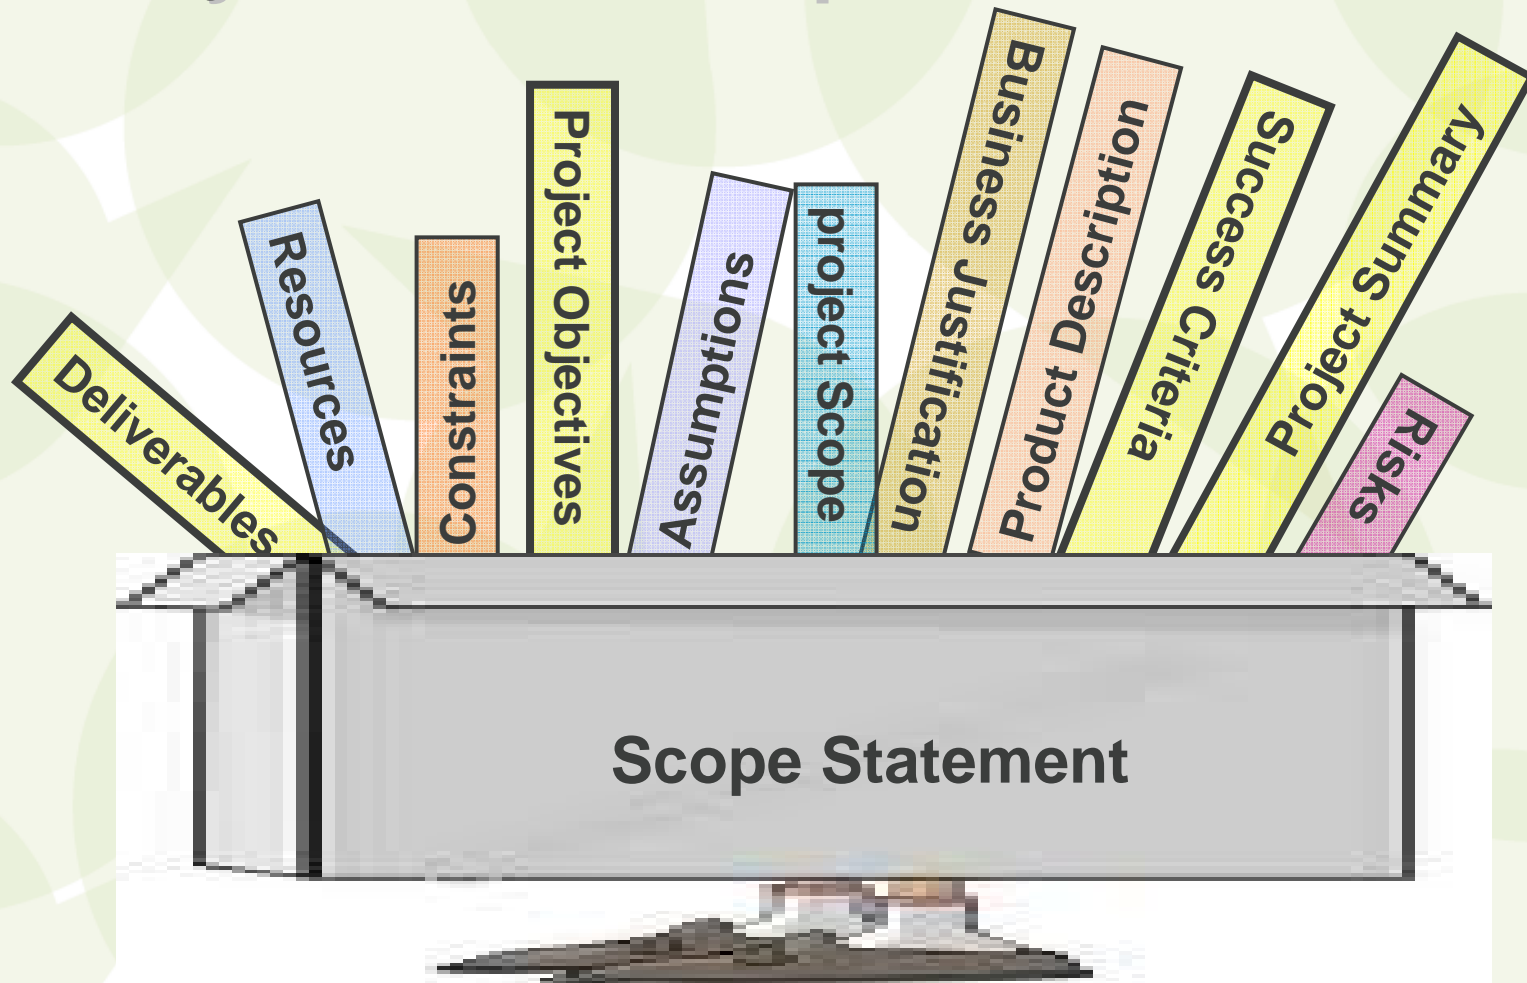 Deliverables
Resources
Constraints
Project Objectives
Assumptions
project Scope
Business Justification
Product Description
Success Criteria
Project Summary
Risks
Scope Statement